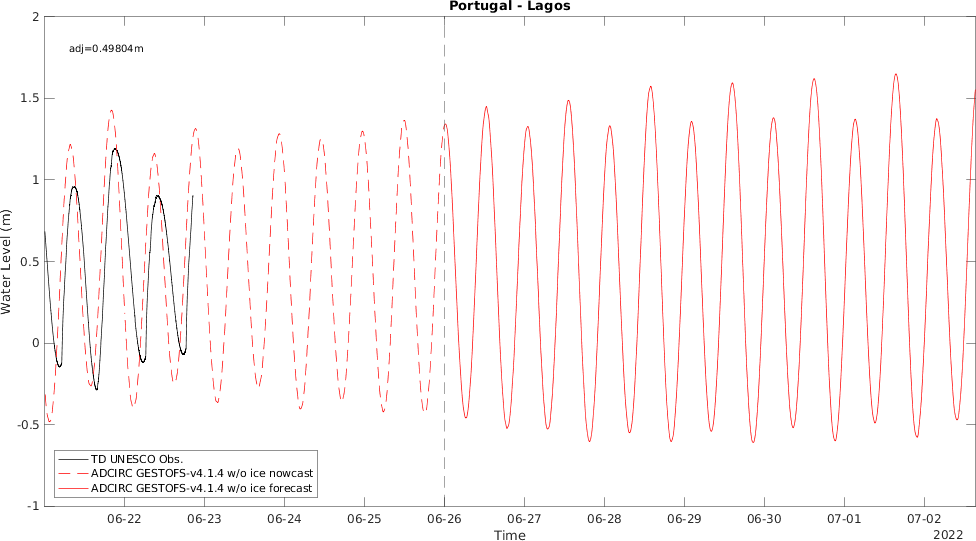 Portugal - Lagos
adj=0.49804m
Water Level (m)
2
1.5
1
0.5
0
-0.5
-1
TD UNESCO Obs.
ADCIRC GESTOFS-v4.1.4 w/o ice nowcast
ADCIRC GESTOFS-v4.1.4 w/o ice forecast
06-22 06-23 06-24 06-25 06-26 06-27 06-28 06-29 06-30 07-01 07-02
Time
2022